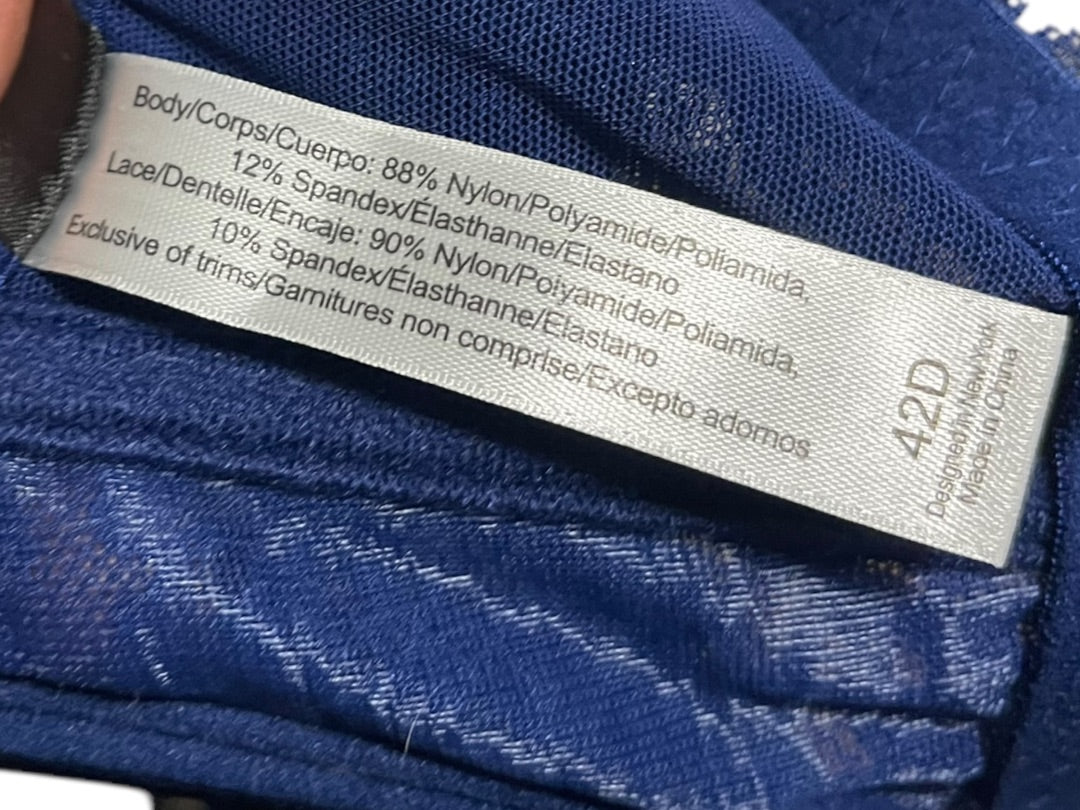 Body/Corps/Cuerpo: 88% Nylon/Polyamide/Poliamida,
12% Spandex/Élasthanne/Elastano
Lace/Dentelle/Encaje: 90% Nylon/Polyamide/Poliamida,
10% Spandex/Élasthanne/Elastano
Exclusive of trims/Garnitures non comprise/Excepto adornos
42D
Designed in New York
Made in China